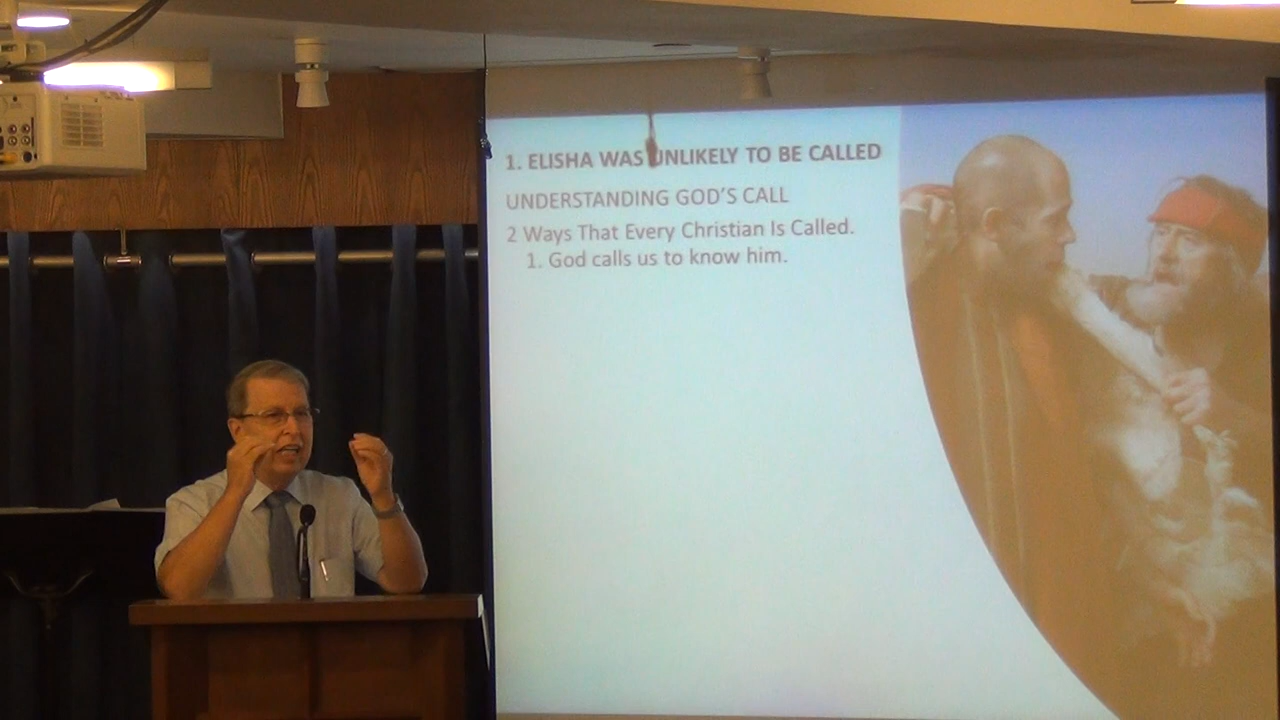 1. ELISHA WAS UNLIKELY TO BE CALLED
UNDERSTANDING GOD'S CALL
2 Ways That Every Christian Is Called.
1. God calls us to know him.